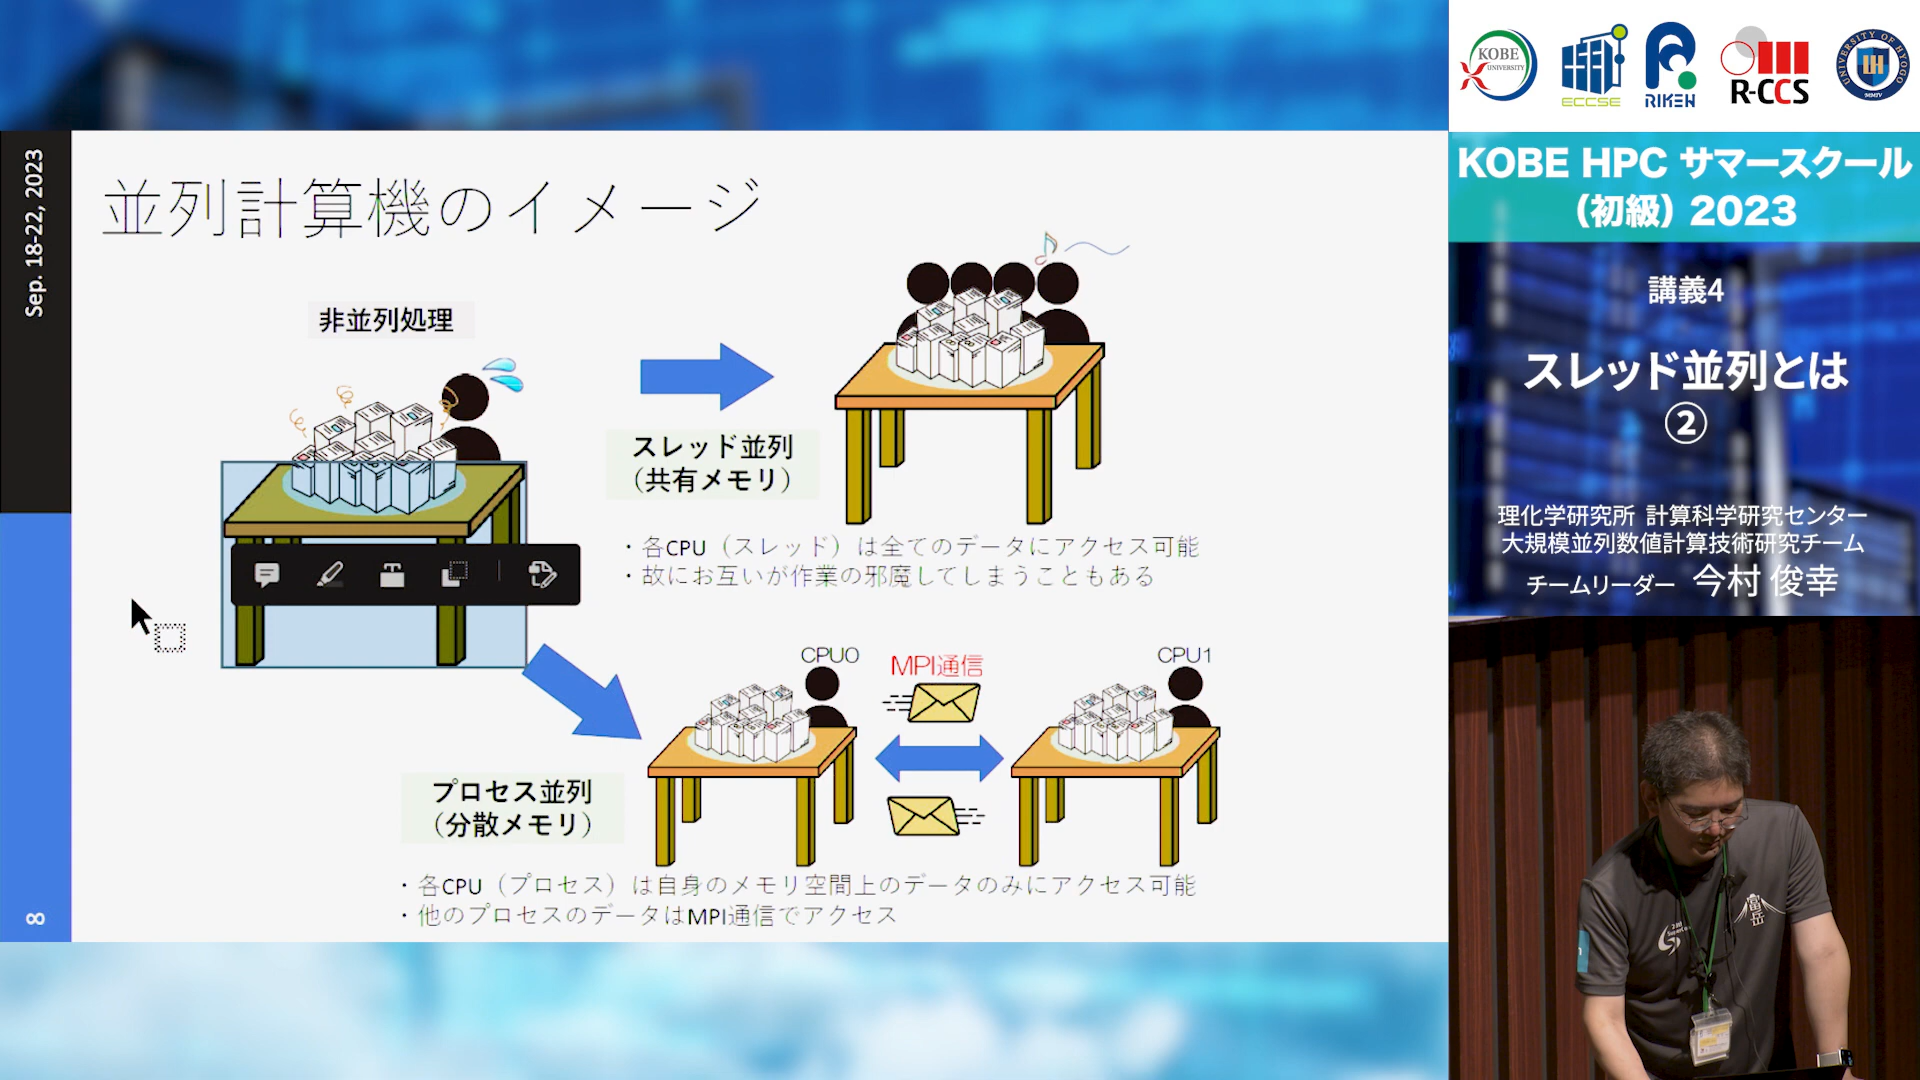 Sep. 18-22, 2023
並列計算機のイメージ
非並列処理
スレッド並列
（共有メモリ）
・各CPU（スレッド）は全てのデータにアクセス可能
・故にお互いが作業の邪魔してしまうこともある
CPU0
MPI通信
CPU1
プロセス並列
（分散メモリ）
・各CPU（プロセス）は自身のメモリ空間上のデータのみにアクセス可能
・他のプロセスのデータはMPI通信でアクセス
8
KOBE
UNIVERSITY
ECCSE
RIKEN
R-CCS
UNIVERSITY OF HYOGO
UH
KOBE HPC サマースクール
（初級）2023
講義4
スレッド並列とは
②
理化学研究所 計算科学研究センター
大規模並列数値計算技術研究チーム
チームリーダー 今村 俊幸
富岳